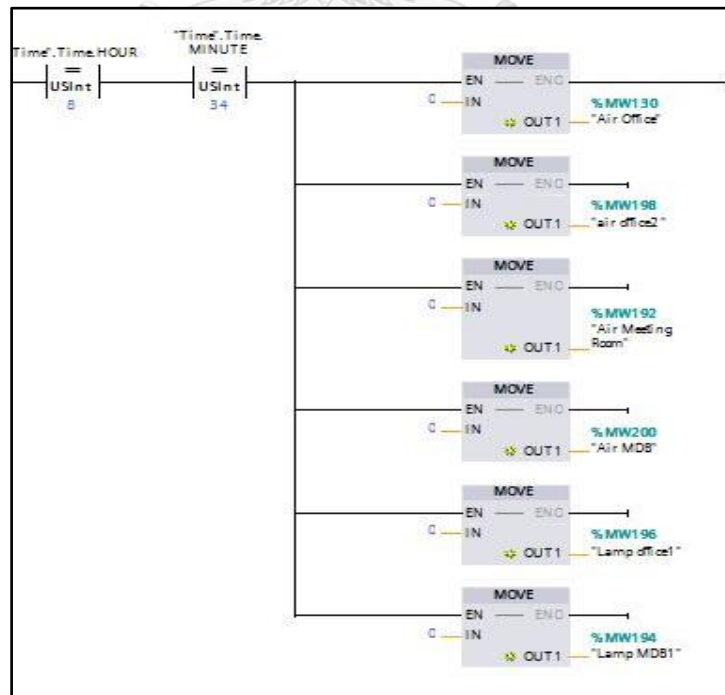 "Time".Time.HOUR
==
USInt
8
"Time".Time.
MINUTE
==
USInt
34
MOVE
EN ENO
0 IN
%MW130
OUT1 "Air Office"
MOVE
EN ENO
0 IN
%MW198
OUT1 "air office2"
MOVE
EN ENO
0 IN
%MW192
"Air Meeting
OUT1 Room"
MOVE
EN ENO
0 IN
%MW200
OUT1 "Air MDB"
MOVE
EN ENO
0 IN
%MW196
OUT1 "Lamp office1"
MOVE
EN ENO
0 IN
%MW194
OUT1 "Lamp MDB1"